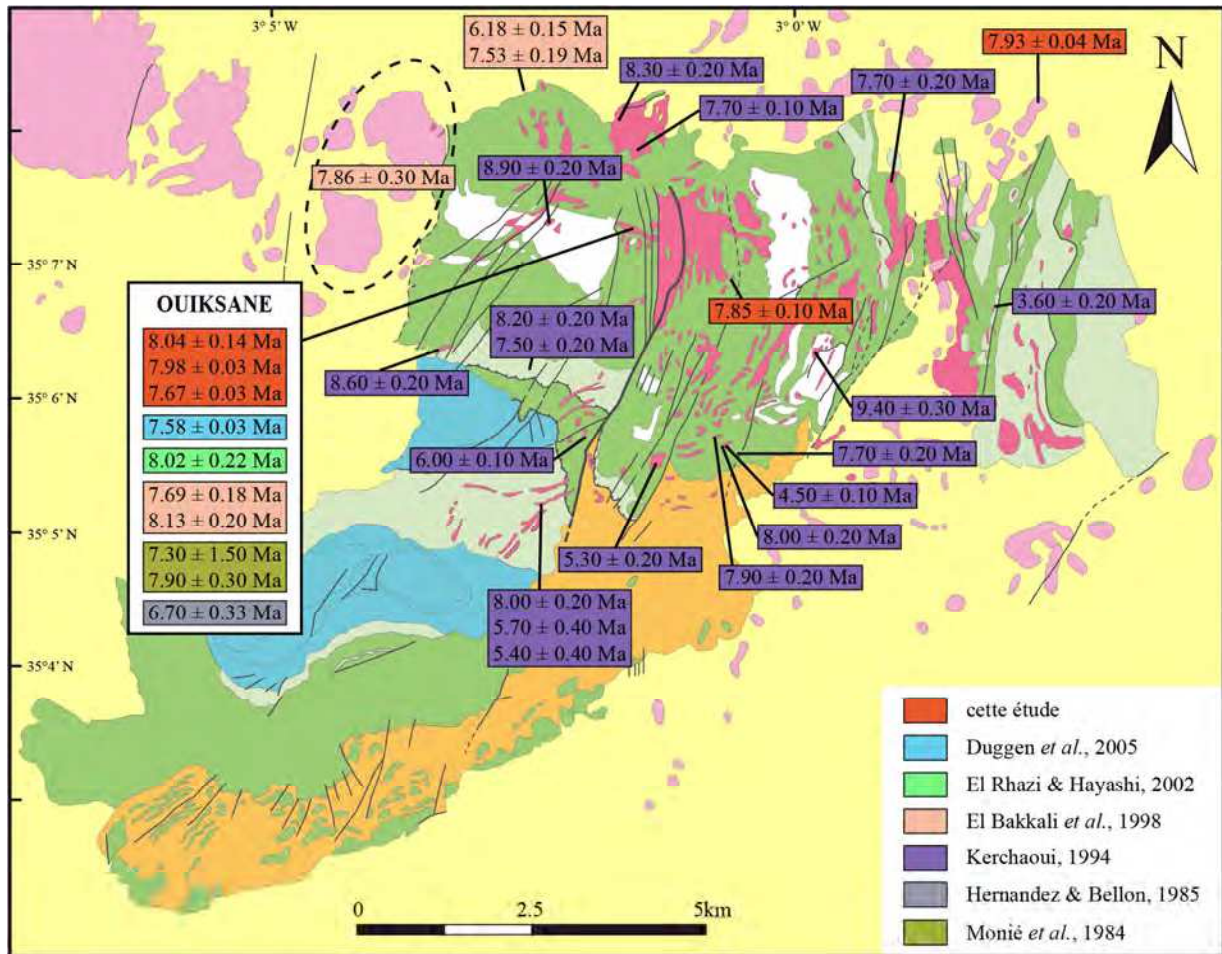 3° 5' W
3° 0' W
6.18 ± 0.15 Ma
7.53 ± 0.19 Ma
7.93 ± 0.04 Ma
N
8.30 ± 0.20 Ma
7.70 ± 0.20 Ma
7.70 ± 0.10 Ma
7.86 ± 0.30 Ma
8.90 ± 0.20 Ma
35° 7' N
OUIKSANE
8.04 ± 0.14 Ma
7.98 ± 0.03 Ma
7.67 ± 0.03 Ma
7.58 ± 0.03 Ma
8.02 ± 0.22 Ma
7.69 ± 0.18 Ma
8.13 ± 0.20 Ma
7.30 ± 1.50 Ma
7.90 ± 0.30 Ma
6.70 ± 0.33 Ma
8.20 ± 0.20 Ma
7.50 ± 0.20 Ma
7.85 ± 0.10 Ma
3.60 ± 0.20 Ma
8.60 ± 0.20 Ma
35° 6' N
9.40 ± 0.30 Ma
6.00 ± 0.10 Ma
7.70 ± 0.20 Ma
4.50 ± 0.10 Ma
35° 5' N
8.00 ± 0.20 Ma
5.30 ± 0.20 Ma
7.90 ± 0.20 Ma
8.00 ± 0.20 Ma
5.70 ± 0.40 Ma
5.40 ± 0.40 Ma
35° 4' N
cette étude
Duggen et al., 2005
El Rhazi & Hayashi, 2002
El Bakkali et al., 1998
Kerchaoui, 1994
Hernandez & Bellon, 1985
Monié et al., 1984
0 2.5 5km